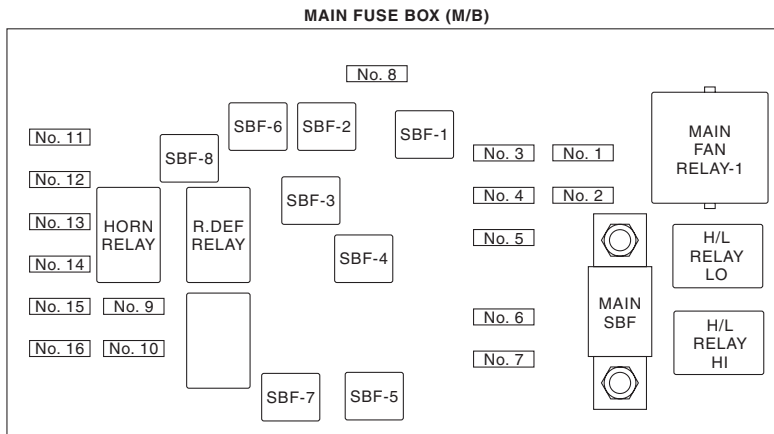 MAIN FUSE BOX (M/B)
No. 8
SBF-6
SBF-2
SBF-1
No. 11
SBF-8
No. 3
No. 1
MAIN
FAN
RELAY-1
No. 12
SBF-3
No. 4
No. 2
No. 13
HORN
RELAY
R.DEF
RELAY
No. 5
H/L
RELAY
LO
No. 14
SBF-4
MAIN
SBF
No. 15
No. 9
No. 6
H/L
RELAY
HI
No. 16
No. 10
No. 7
SBF-7
SBF-5